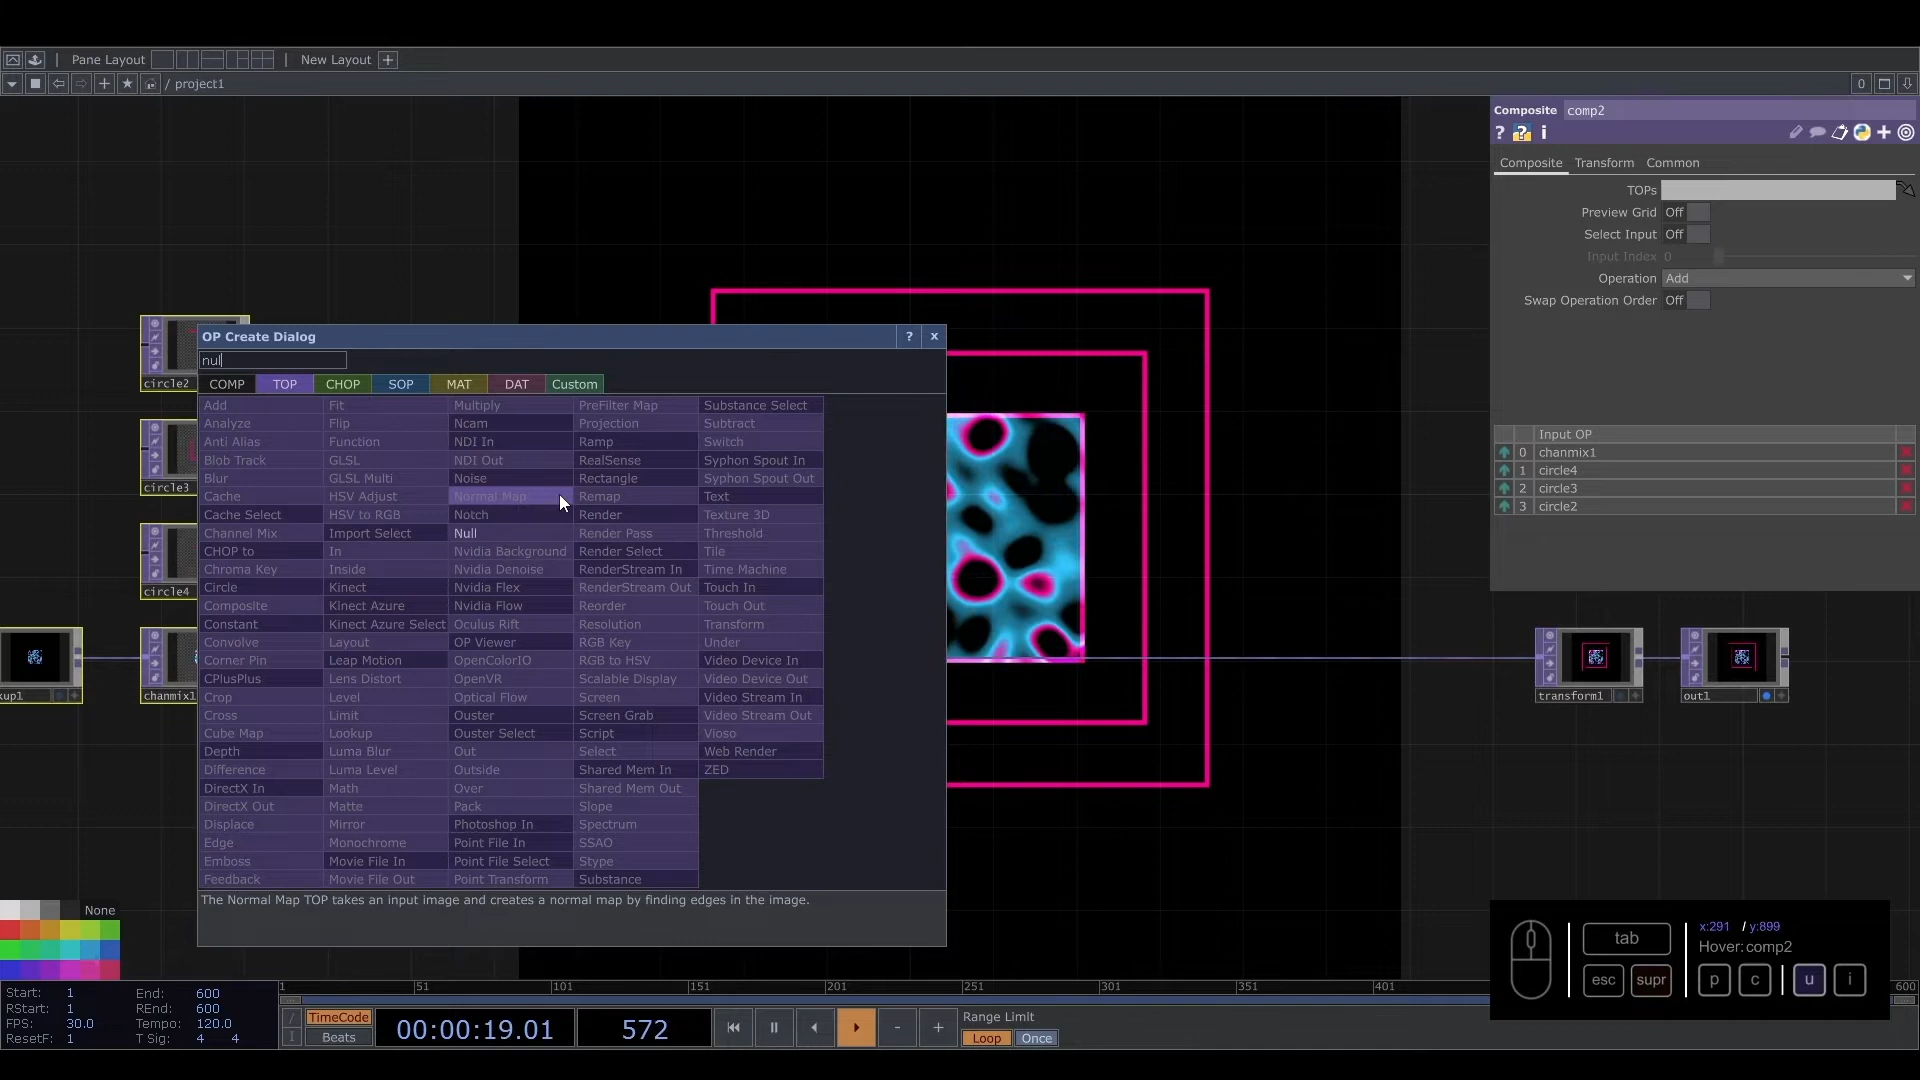 Pane Layout
New Layout
/ project1
0
Composite comp2
Composite Transform Common
TOPs
Preview Grid Off
Select Input Off
Input Index 0
Operation Add
Swap Operation Order Off
Input OP
0 chanmix1
1 circle4
2 circle3
3 circle2
circle2
circle3
circle4
kup1
chanmix1
transform1
out1
OP Create Dialog
? x
nul
COMP TOP CHOP SOP MAT DAT Custom
Add Fit Multiply PreFilter Map Substance Select
Analyze Flip Ncam Projection Subtract
Anti Alias Function NDI In Ramp Switch
Blob Track GLSL NDI Out RealSense Syphon Spout In
Blur GLSL Multi Noise Rectangle Syphon Spout Out
Cache HSV Adjust Normal Map Remap Text
Cache Select HSV to RGB Notch Render Texture 3D
Channel Mix Import Select Null Render Pass Threshold
CHOP to In Nvidia Background Render Select Tile
Chroma Key Inside Nvidia Denoise RenderStream In Time Machine
Circle Kinect Nvidia Flex RenderStream Out Touch In
Composite Kinect Azure Nvidia Flow Reorder Touch Out
Constant Kinect Azure Select Oculus Rift Resolution Transform
Convolve Layout OP Viewer RGB Key Under
Corner Pin Leap Motion OpenColorIO RGB to HSV Video Device In
CPlusPlus Lens Distort OpenVR Scalable Display Video Device Out
Crop Level Optical Flow Screen Video Stream In
Cross Limit Ouster Screen Grab Video Stream Out
Cube Map Lookup Ouster Select Script Vioso
Depth Luma Blur Out Select Web Render
Difference Luma Level Outside Shared Mem In ZED
DirectX In Math Over Shared Mem Out
DirectX Out Matte Pack Slope
Displace Mirror Photoshop In Spectrum
Edge Monochrome Point File In SSAO
Emboss Movie File In Point File Select Stype
Feedback Movie File Out Point Transform Substance
The Normal Map TOP takes an input image and creates a normal map by finding edges in the image.
None
tab
esc supr
x:291 / y:899
Hover: comp2
p c u i
Start: 1 End: 600
RStart: 1 REnd: 600
FPS: 30.0 Tempo: 120.0
ResetF: 1 T Sig: 4 4
1 51 101 151 201 251 301 351 401 600
TimeCode
Beats
00:00:19.01
572
- +
Range Limit
Loop Once